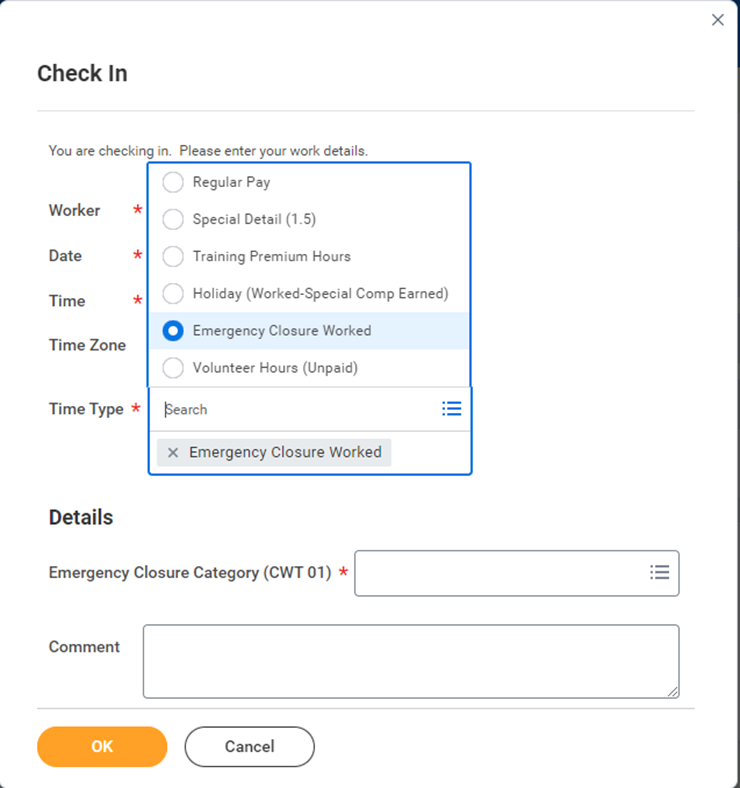 Check In
You are checking in.  Please enter your work details.
Regular Pay
Worker *
Special Detail (1.5)
Date *
Training Premium Hours
Time *
Holiday (Worked-Special Comp Earned)
Emergency Closure Worked
Time Zone
Volunteer Hours (Unpaid)
Time Type * Search
× Emergency Closure Worked
Details
Emergency Closure Category (CWT 01) *
Comment
OK Cancel